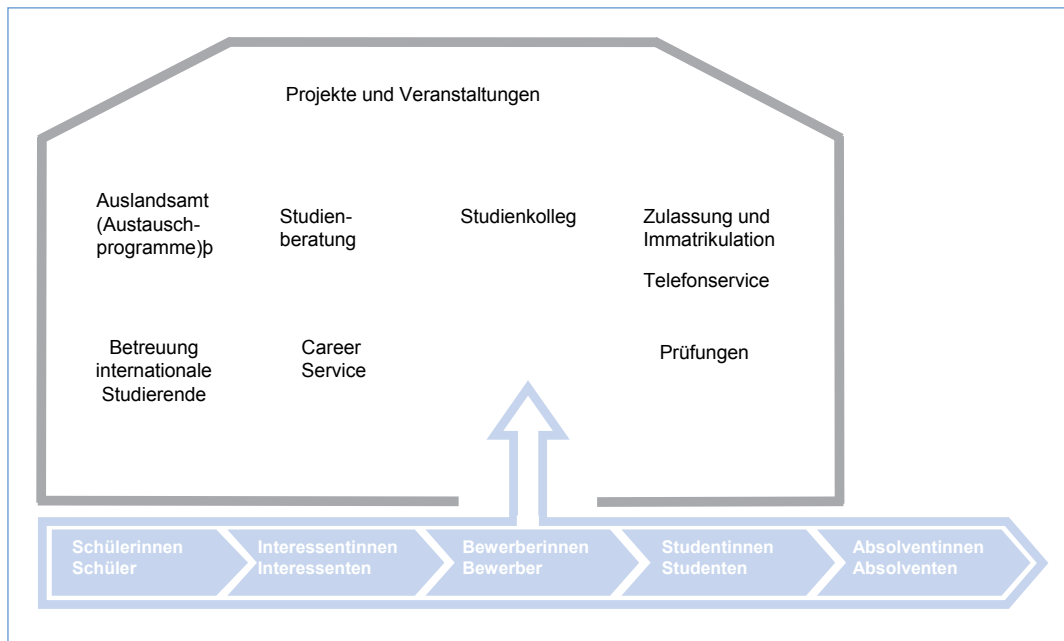 Projekte und Veranstaltungen
Auslandsamt
(Austausch-
programme)þ
Studien-
beratung
Studienkolleg
Zulassung und
Immatrikulation
Telefonservice
Betreuung
internationale
Studierende
Career
Service
Prüfungen
Schülerinnen
Schüler
Interessentinnen
Interessenten
Bewerberinnen
Bewerber
Studentinnen
Studenten
Absolventinnen
Absolventen